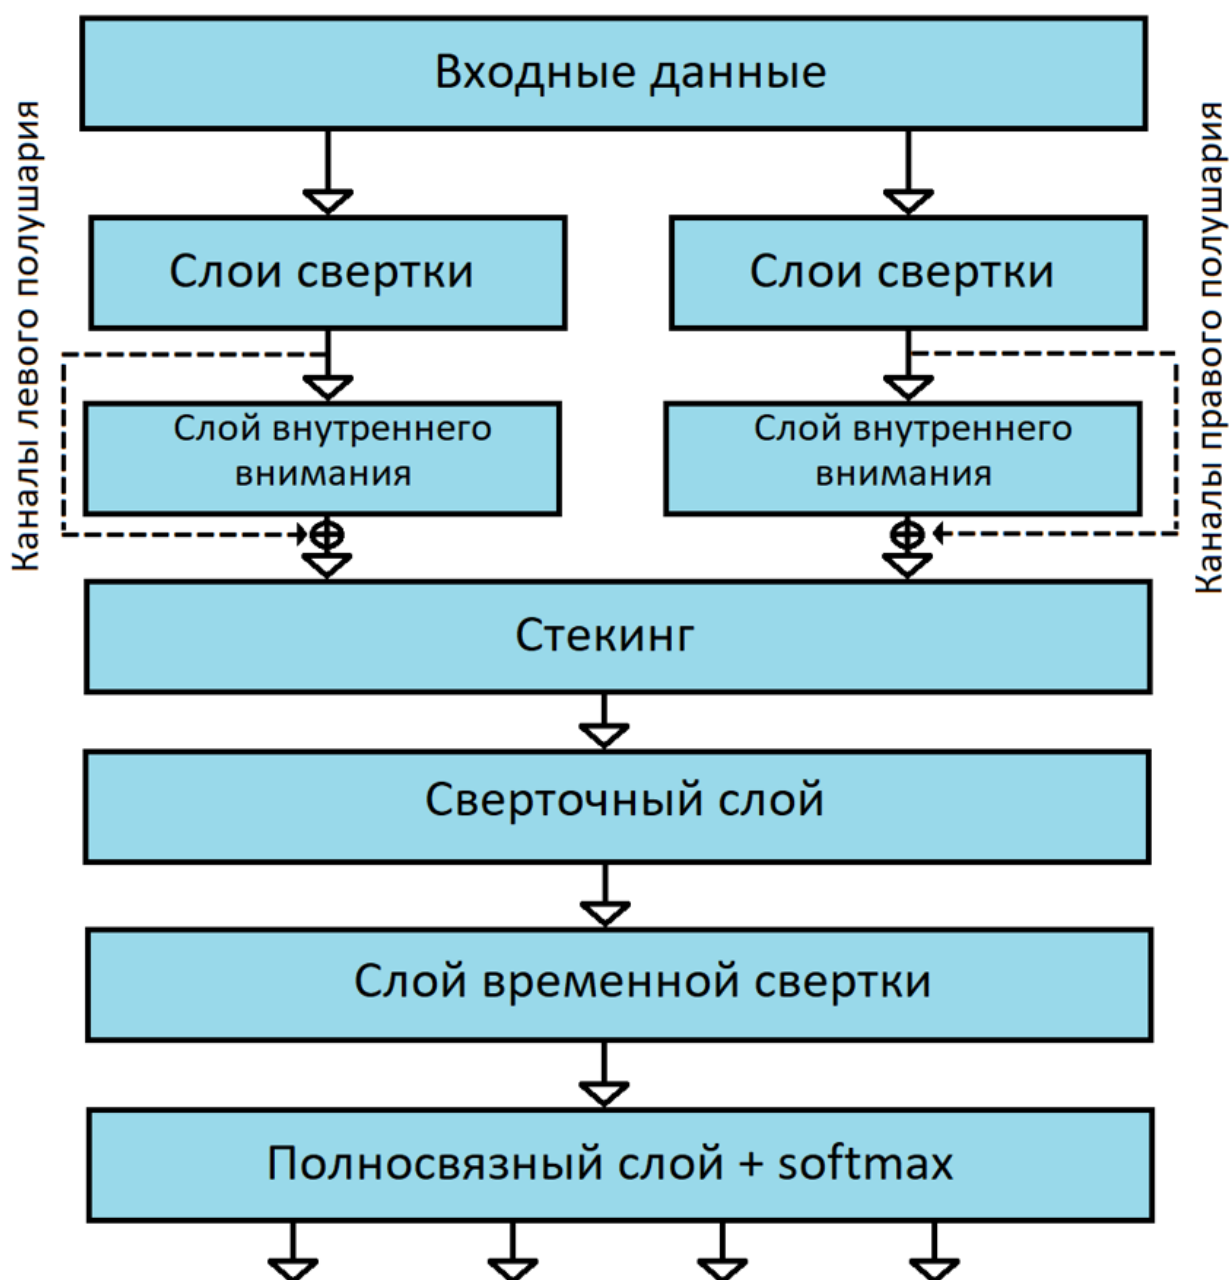 Входные данные
Каналы левого полушария
Каналы правого полушария
Слои свертки
Слои свертки
Слой внутреннего
внимания
Слой внутреннего
внимания
Стекинг
Сверточный слой
Слой временной свертки
Полносвязный слой + softmax